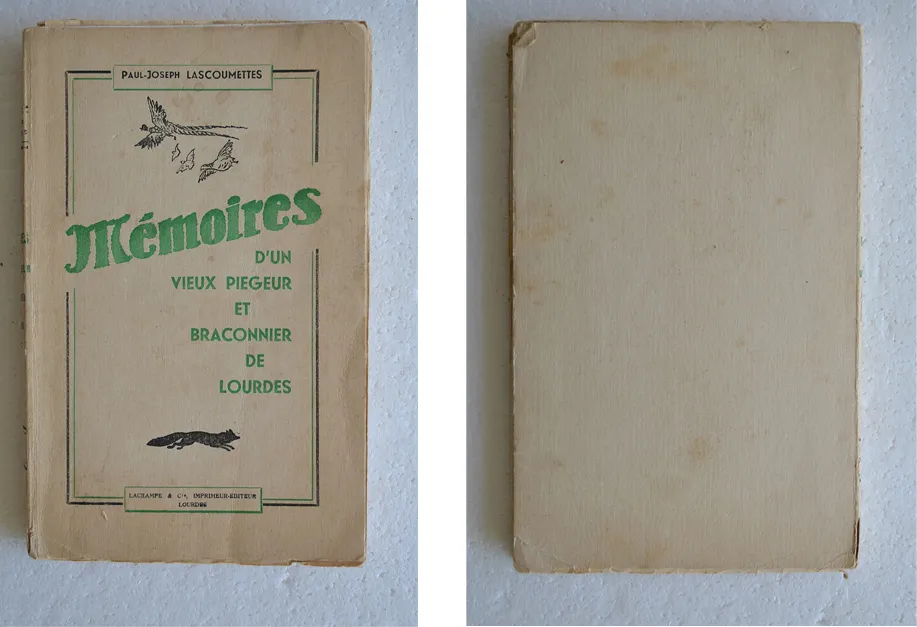 PAUL-JOSEPH LASCOUMETTES
Mémoires
D'UN
VIEUX PIEGEUR
ET
BRACONNIER
DE
LOURDES
LACHAMPE & Cie, IMPRIMEUR-EDITEUR
LOURDES